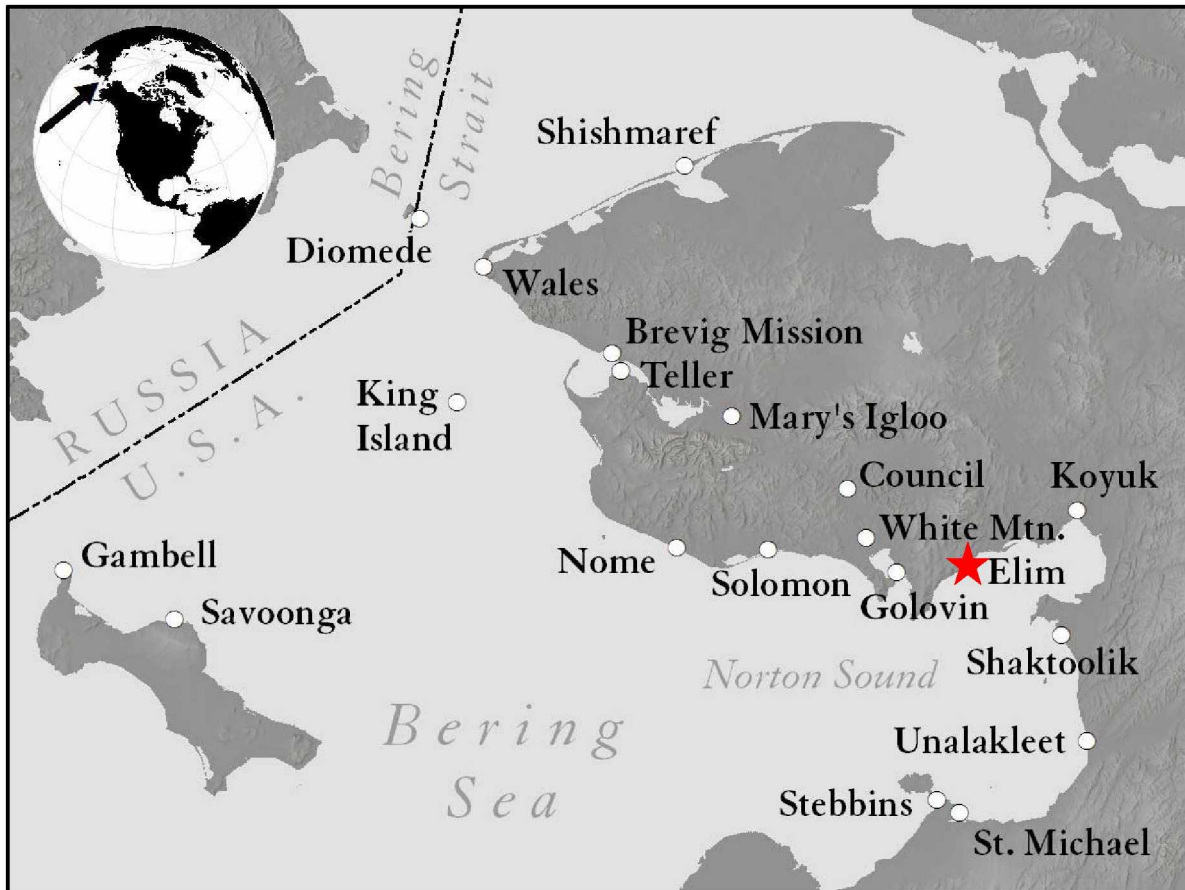 Bering
Strait
Shishmaref
Diomede
Wales
RUSSIA
U.S.A.
Brevig Mission
Teller
King
Island
Mary's Igloo
Council
Koyuk
White Mtn.
Nome
Solomon
Elim
Golovin
Gambell
Savoonga
Shaktoolik
Norton Sound
Bering
Sea
Unalakleet
Stebbins
St. Michael